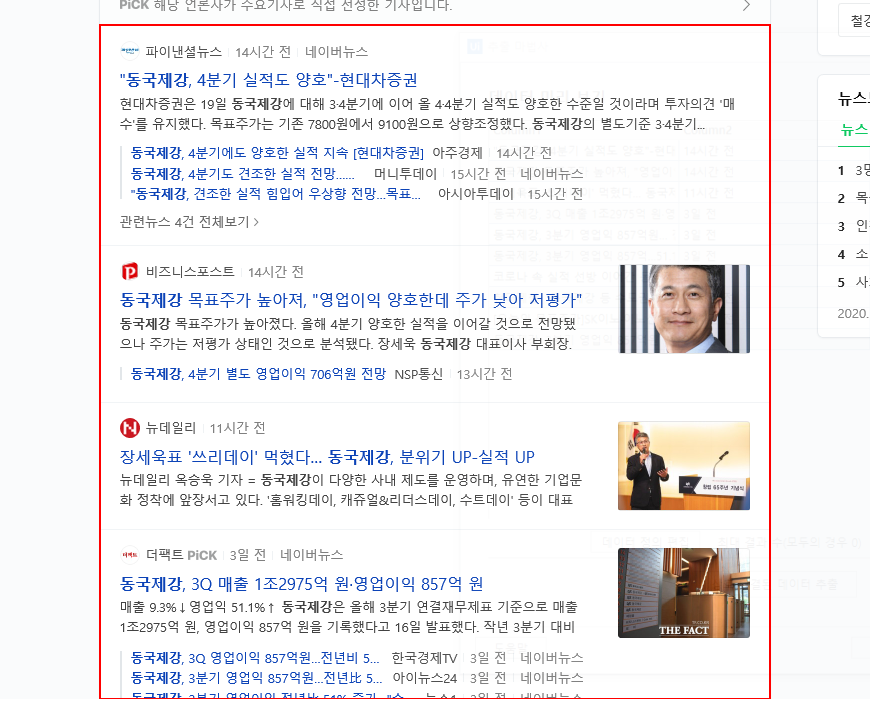 PiCK 해당 언론사가 주요기사로 직접 선정한 기사입니다.
파이낸셜뉴스 14시간 전 네이버뉴스
"동국제강, 4분기 실적도 양호"-현대차증권
현대차증권은 19일 동국제강에 대해 3·4분기에 이어 올 4·4분기 실적도 양호한 수준일 것이라며 투자의견 '매
수'를 유지했다. 목표주가는 기존 7800원에서 9100원으로 상향조정했다. 동국제강의 별도기준 3·4분기...
동국제강, 4분기에도 양호한 실적 지속 [현대차증권] 아주경제 14시간 전
동국제강, 4분기도 견조한 실적 전망…... 머니투데이 15시간 전 네이버뉴스
"동국제강, 견조한 실적 힘입어 우상향 전망…목표... 아시아투데이 15시간 전
관련뉴스 4건 전체보기
비즈니스포스트 14시간 전
동국제강 목표주가 높아져, "영업이익 양호한데 주가 낮아 저평가"
동국제강 목표주가가 높아졌다. 올해 4분기 양호한 실적을 이어갈 것으로 전망됐
으나 주가는 저평가 상태인 것으로 분석됐다. 장세욱 동국제강 대표이사 부회장.
동국제강, 4분기 별도 영업이익 706억원 전망 NSP통신 13시간 전
뉴데일리 11시간 전
장세욱표 '쓰리데이' 먹혔다... 동국제강, 분위기 UP-실적 UP
뉴데일리 옥승욱 기자 = 동국제강이 다양한 사내 제도를 운영하며, 유연한 기업문
화 정착에 앞장서고 있다. '홈워킹데이, 캐쥬얼&리더스데이, 수트데이' 등이 대표
더팩트 PiCK 3일 전 네이버뉴스
동국제강, 3Q 매출 1조2975억 원·영업이익 857억 원
매출 9.3%↓영업익 51.1%↑ 동국제강은 올해 3분기 연결재무제표 기준으로 매출
1조2975억 원, 영업이익 857억 원을 기록했다고 16일 발표했다. 작년 3분기 대비
THE FACT
동국제강, 3Q 영업이익 857억원…전년비 5... 한국경제TV 3일 전 네이버뉴스
동국제강, 3분기 영업익 857억원…전년比 5... 아이뉴스24 3일 전 네이버뉴스
철강
뉴스
뉴스
1
2
3
4 소
5
2020.